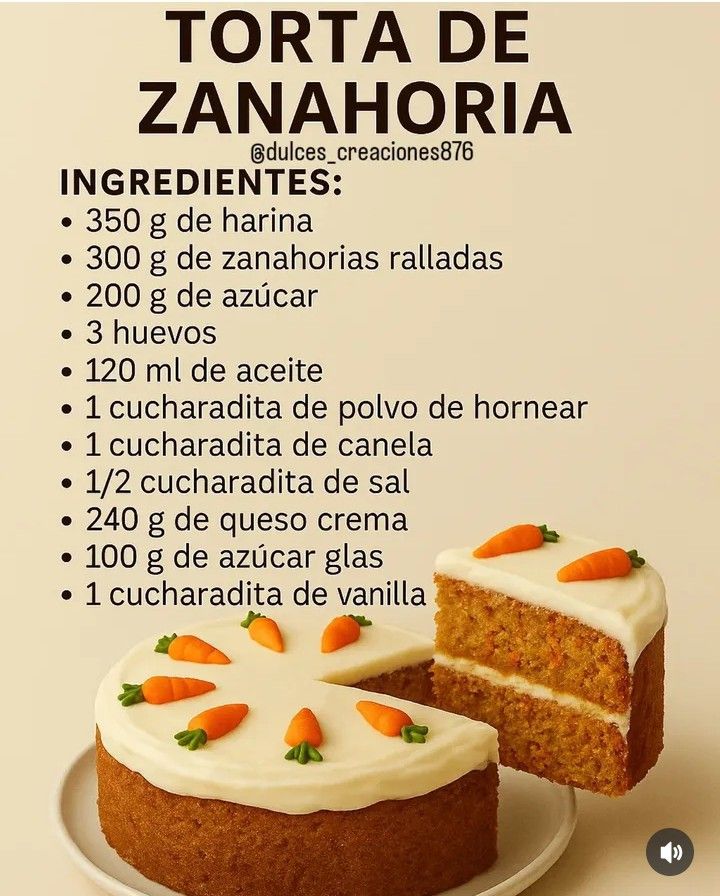 TORTA DE
ZANAHORIA
@dulces_creaciones876
INGREDIENTES:
• 350 g de harina
• 300 g de zanahorias ralladas
• 200 g de azúcar
• 3 huevos
• 120 ml de aceite
• 1 cucharadita de polvo de hornear
• 1 cucharadita de canela
• 1/2 cucharadita de sal
• 240 g de queso crema
• 100 g de azúcar glas
• 1 cucharadita de vanilla